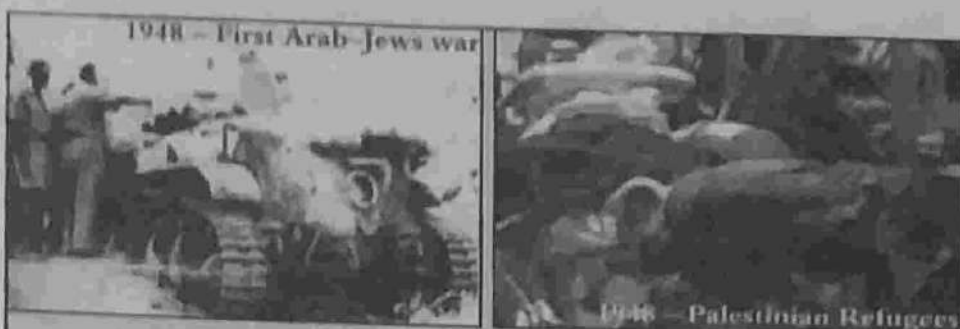 1948 – First Arab-Jews war
1948 – Palestinian Refugees